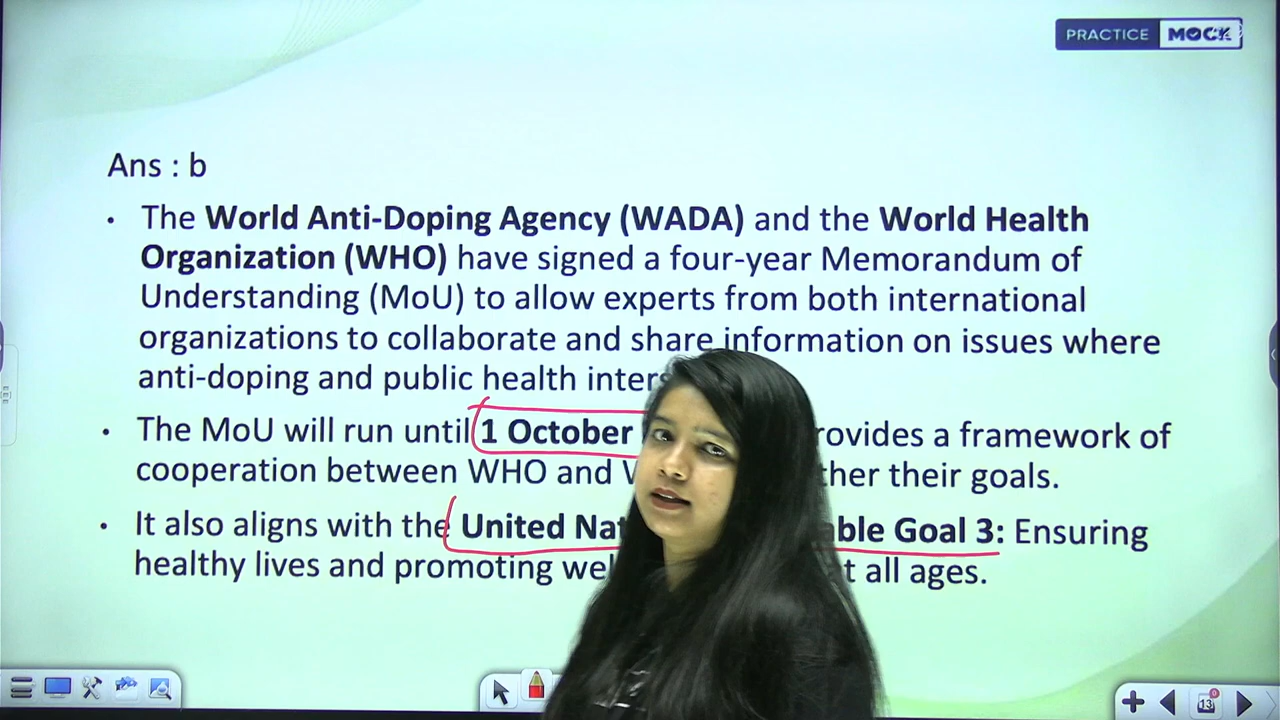 PRACTICE MOCK
Ans : b
• The World Anti-Doping Agency (WADA) and the World Health
Organization (WHO) have signed a four-year Memorandum of
Understanding (MoU) to allow experts from both international
organizations to collaborate and share information on issues where
anti-doping and public health inters
• The MoU will run until 1 October rovides a framework of
cooperation between WHO and W ther their goals.
• It also aligns with the United Nat ble Goal 3: Ensuring
healthy lives and promoting wel t all ages.
13